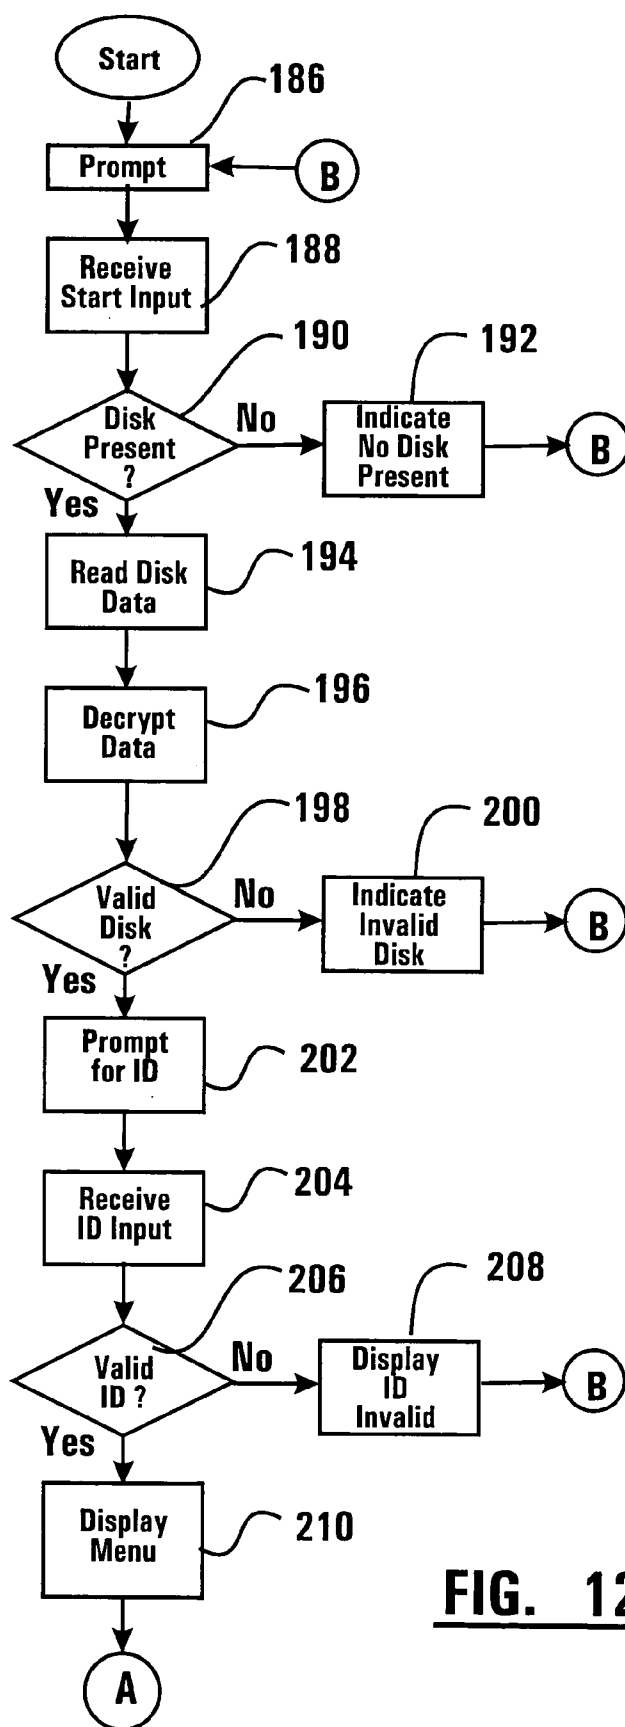 Start
186
Prompt
B
188
Receive
Start Input
190
192
Disk
Present
?
No
Indicate
No Disk
Present
B
Yes
194
Read Disk
Data
196
Decrypt
Data
198
200
Valid
Disk
?
No
Indicate
Invalid
Disk
B
Yes
Prompt
for ID
202
Receive
ID Input
204
206
208
Valid
ID ?
No
Display
ID
Invalid
B
Yes
Display
Menu
210
FIG. 12
A